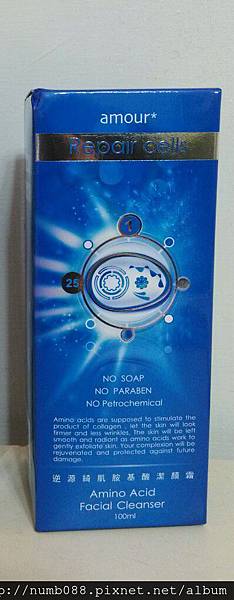 amour*
Repair cells
1
25
NO SOAP
NO PARABEN
NO Petrochemical
Amino acids are supposed to stimulate the
product of collagen , let the skin will look
firmer and less wrinkles. The skin will be left
smooth and radiant as amino acids work to
gently exfoliate skin. Your complexion will be
rejuvenated and protected against future
damage.
逆源綺肌胺基酸潔顏霜
Amino Acid
Facial Cleanser
100ml
http://numb088.pixnet.net/album